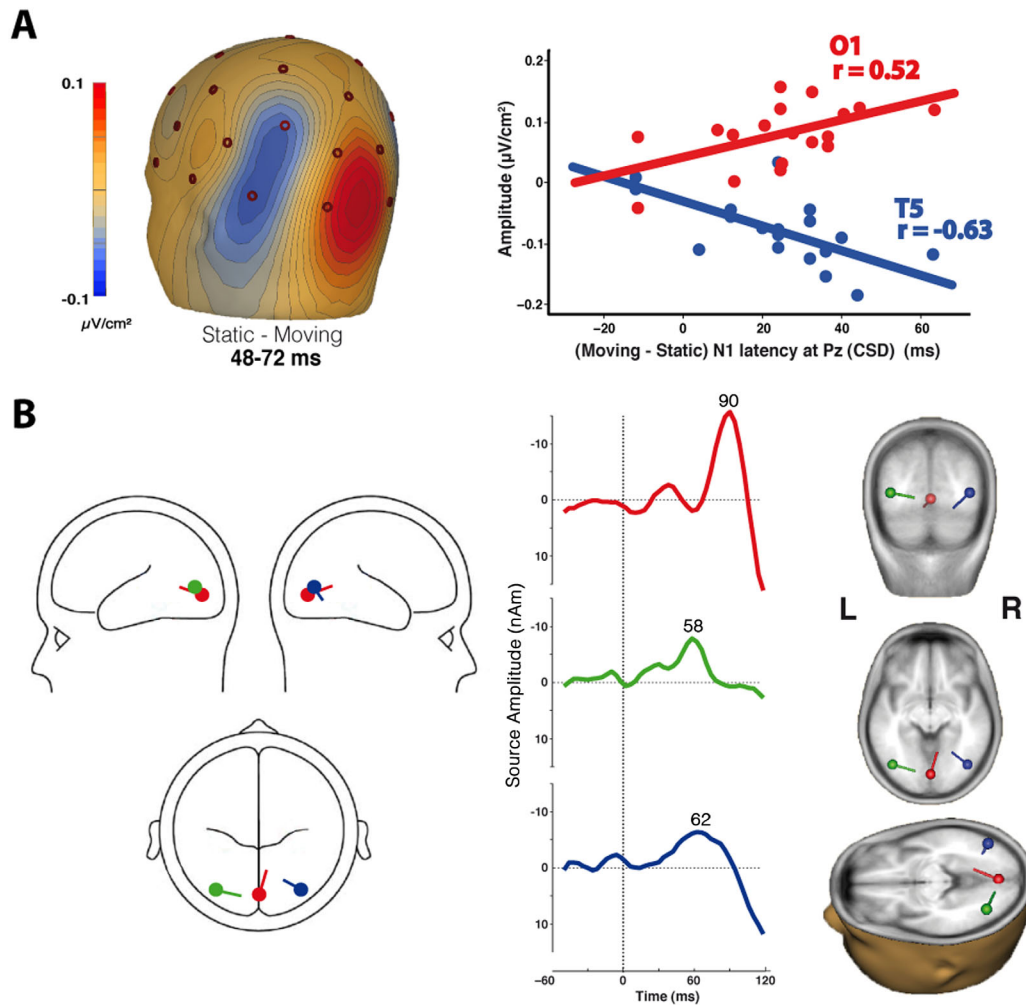 A
0.1
-0.1
µV/cm²
Static - Moving
48-72 ms
Amplitude (µV/cm²)
0.2
0.1
0
-0.1
-0.2
O1
r = 0.52
T5
r = -0.63
-20 0 20 40 60
(Moving - Static) N1 latency at Pz (CSD) (ms)
B
Source Amplitude (nAm)
90
-10
0
10
58
-10
0
10
62
-10
0
10
-60 0 60 120
Time (ms)
L R